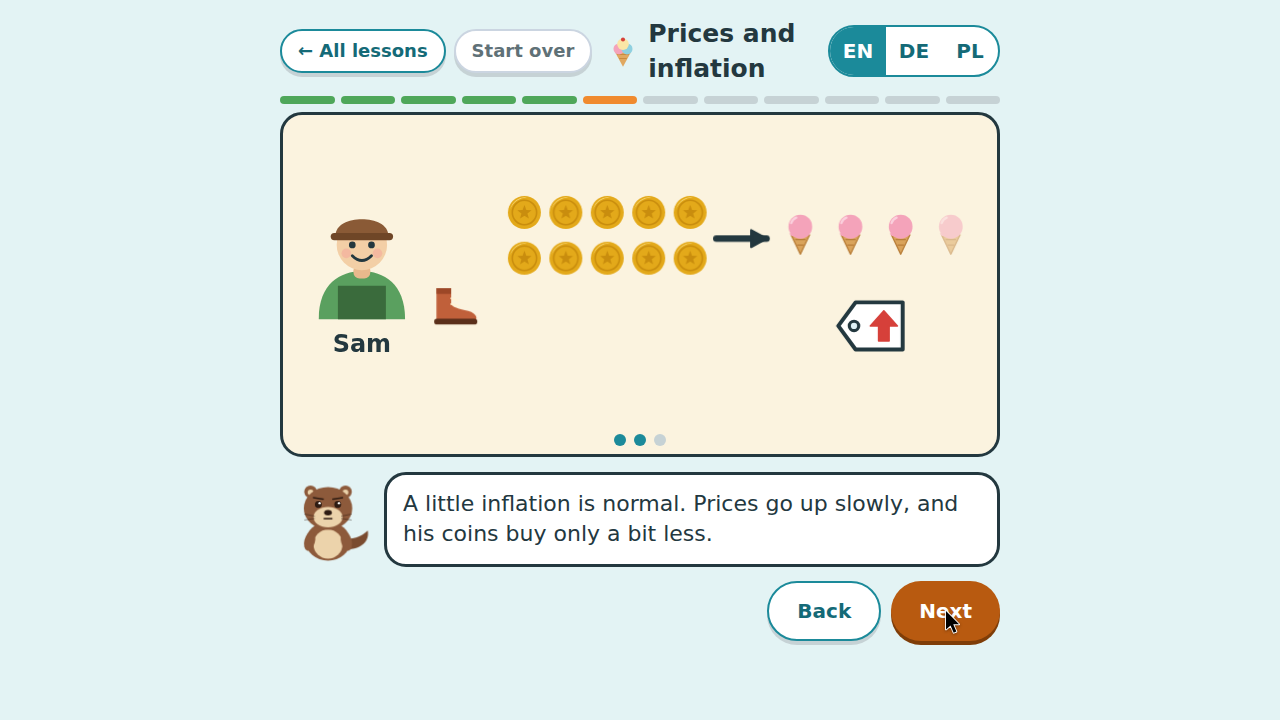 ← All lessons
Start over
Prices and
inflation
EN DE PL
Sam
A little inflation is normal. Prices go up slowly, and
his coins buy only a bit less.
Back
Next